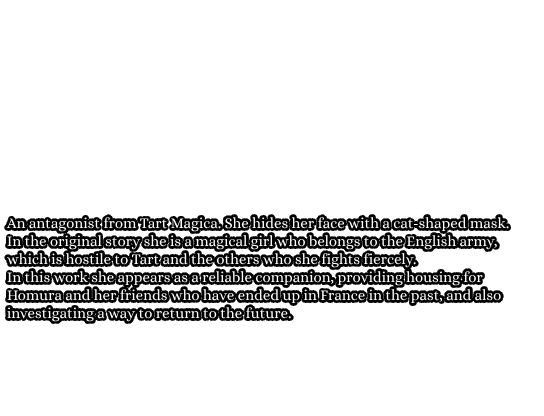 An antagonist from Tart Magica. She hides her face with a cat-shaped mask.
In the original story she is a magical girl who belongs to the English army,
which is hostile to Tart and the others who she fights fiercely.
In this work she appears as a reliable companion, providing housing for
Homura and her friends who have ended up in France in the past, and also
investigating a way to return to the future.